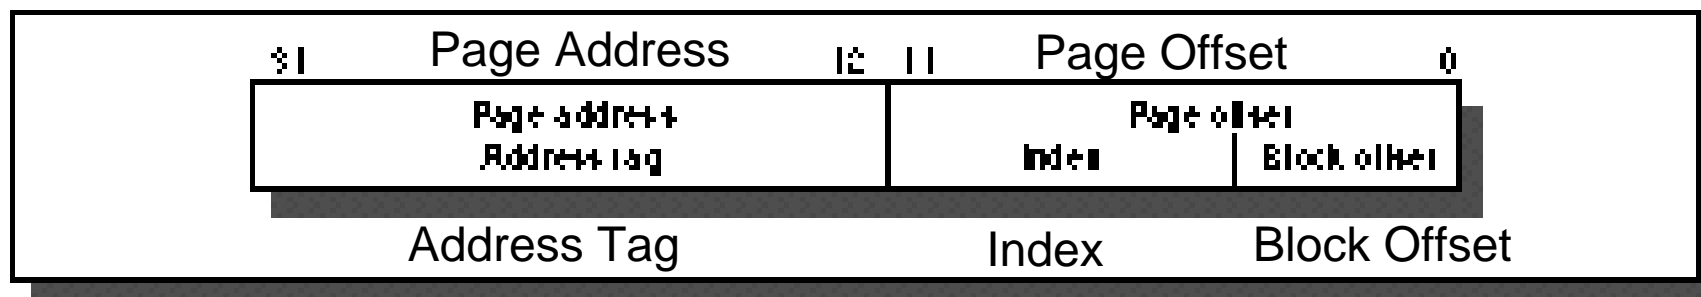 Page Address Page Offset
31 12 11 0
Page address Page offset
Address tag Index Block offset
Address Tag Index Block Offset